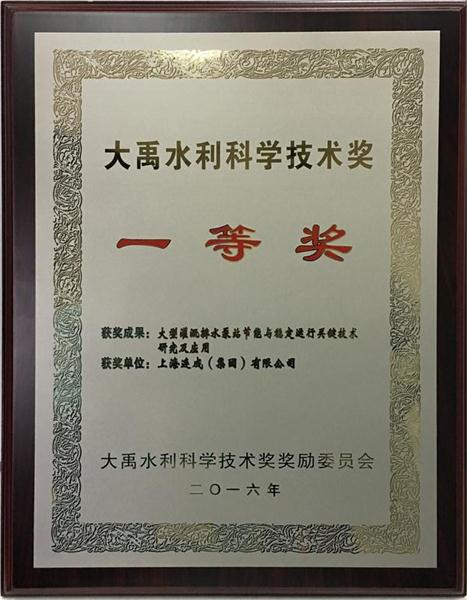 大禹水利科学技术奖
一等奖
获奖成果：大型灌溉排水泵站节能与稳定运行关键技术
研究及应用
获奖单位：上海连成（集团）有限公司
大禹水利科学技术奖奖励委员会
二〇一六年